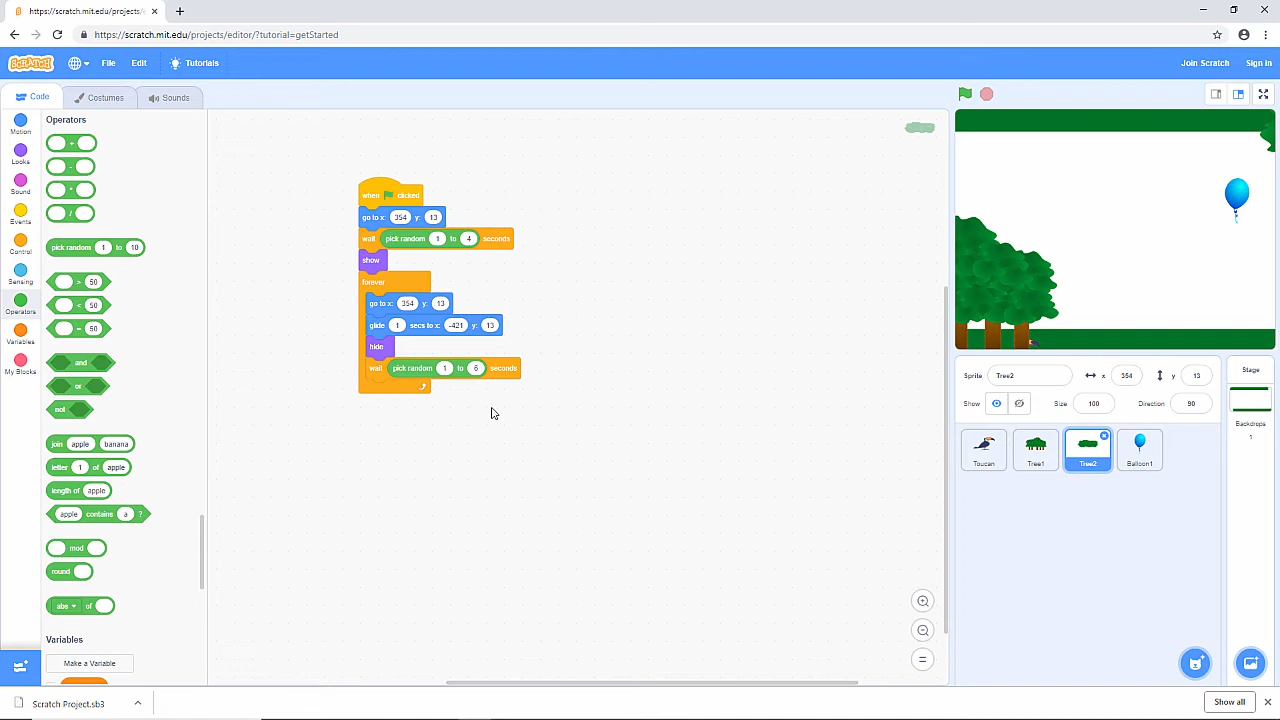 https://scratch.mit.edu/projects/e
https://scratch.mit.edu/projects/editor/?tutorial=getStarted
SCRATCH File Edit Tutorials Join Scratch Sign in
Code Costumes Sounds
Motion
Looks
Sound
Events
Control
Sensing
Operators
Variables
My Blocks
Operators
+
-
*
/
pick random 1 to 10
> 50
< 50
= 50
and
or
not
join apple banana
letter 1 of apple
length of apple
apple contains a ?
mod
round
abs of
Variables
Make a Variable
when clicked
go to x: 354 y: 13
wait pick random 1 to 4 seconds
show
forever
go to x: 354 y: 13
glide 1 secs to x: -421 y: 13
hide
wait pick random 1 to 6 seconds
Sprite Tree2 x 354 y 13
Show Size 100 Direction 90
Toucan Tree1 Tree2 Balloon1
Stage
Backdrops
1
Scratch Project.sb3 Show all